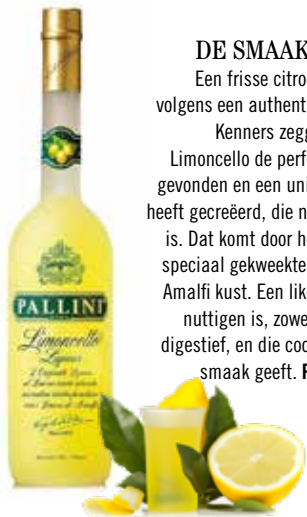 DE SMAAK
Een frisse citro
volgens een authent
Kenners zegg
Limoncello de perfe
gevonden en een uni
heeft gecreëerd, die n
is. Dat komt door he
speciaal gekweekte
Amalfi kust. Een lik
nuttigen is, zowe
digestief, en die coc
smaak geeft.
PALLINI
Limoncello
Liqueur